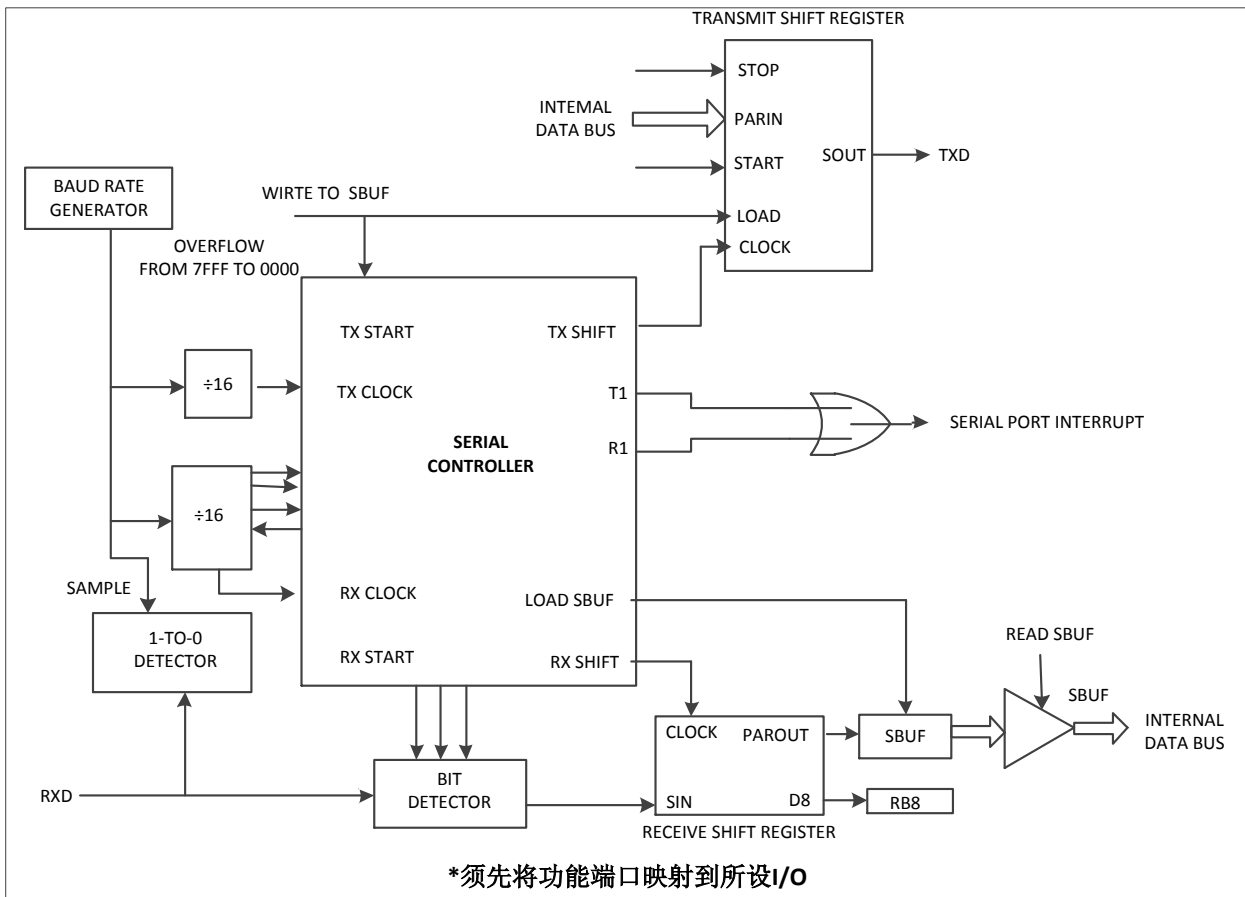 TRANSMIT SHIFT REGISTER
STOP
INTEMAL
DATA BUS
PARIN
START
SOUT
TXD
BAUD RATE
GENERATOR
WIRTE TO SBUF
LOAD
CLOCK
OVERFLOW
FROM 7FFF TO 0000
TX START
TX SHIFT
÷16
TX CLOCK
T1
SERIAL PORT INTERRUPT
SERIAL
CONTROLLER
R1
÷16
SAMPLE
RX CLOCK
LOAD SBUF
1-TO-0
DETECTOR
READ SBUF
RX START
RX SHIFT
SBUF
CLOCK
PAROUT
SBUF
INTERNAL
DATA BUS
BIT
DETECTOR
RXD
SIN
D8
RB8
RECEIVE SHIFT REGISTER
*须先将功能端口映射到所设I/O